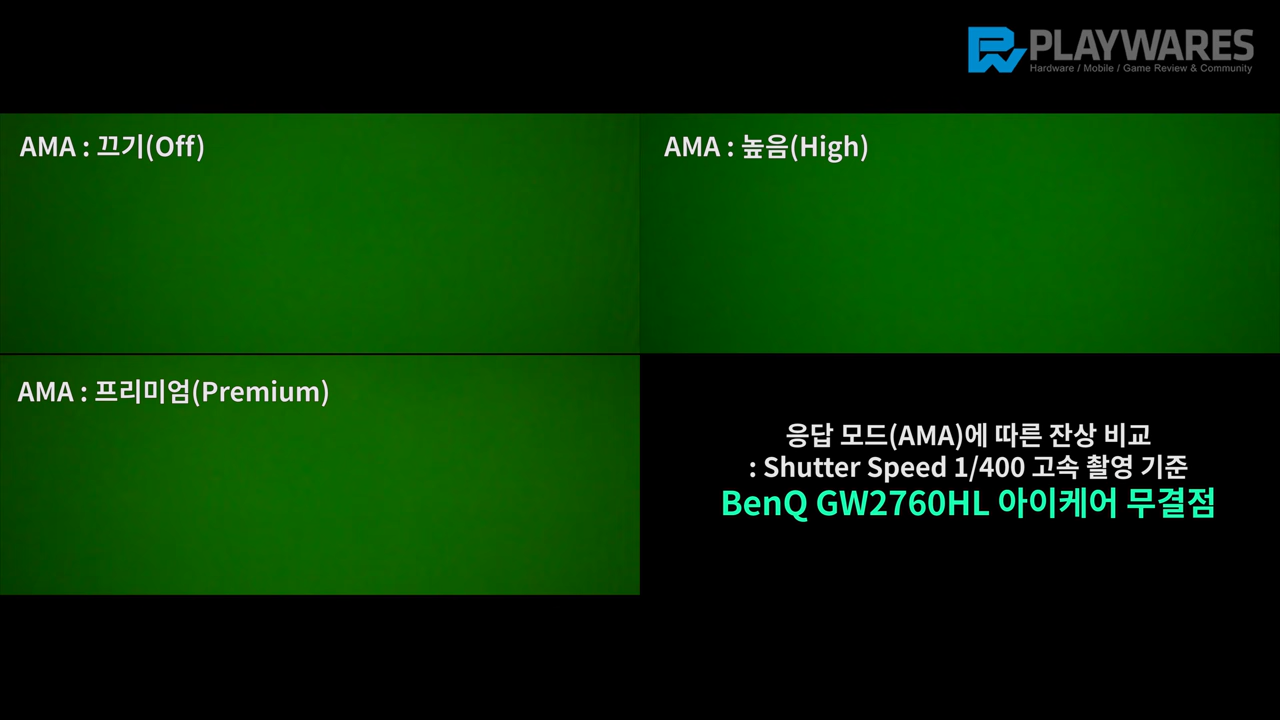 PLAYWARES
Hardware / Mobile / Game Review & Community
AMA : 끄기(Off)
AMA : 높음(High)
AMA : 프리미엄(Premium)
응답 모드(AMA)에 따른 잔상 비교
: Shutter Speed 1/400 고속 촬영 기준
BenQ GW2760HL 아이케어 무결점